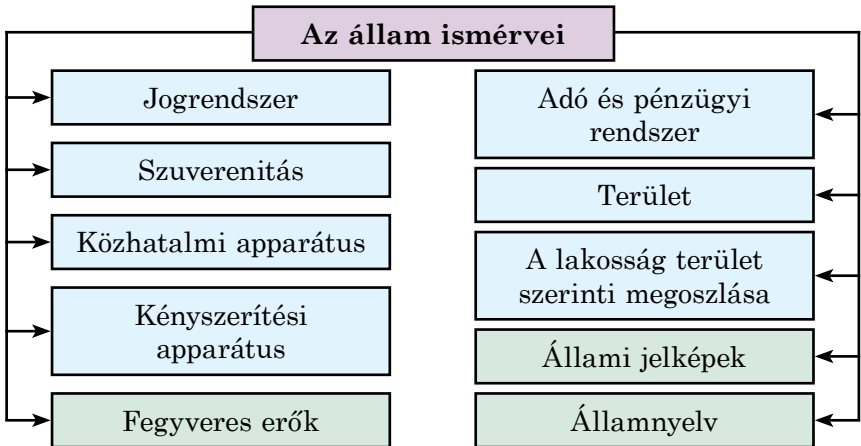 Az állam ismérvei
Jogrendszer
Szuverenitás
Közhatalmi apparátus
Kényszerítési
apparátus
Fegyveres erők
Adó és pénzügyi
rendszer
Terület
A lakosság terület
szerinti megoszlása
Állami jelképek
Államnyelv